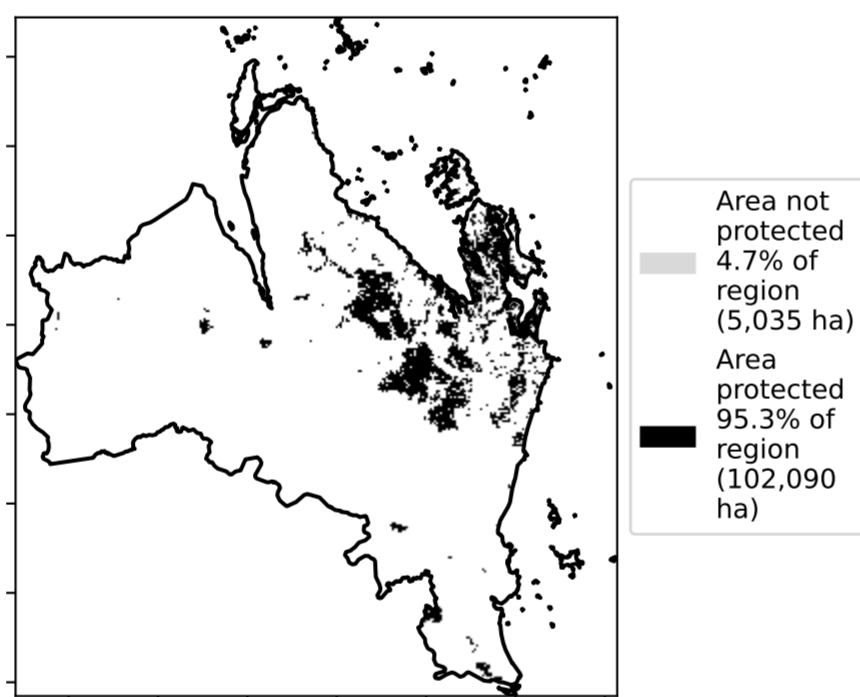 Area not
protected
4.7% of
region
(5,035 ha)
Area
protected
95.3% of
region
(102,090
ha)